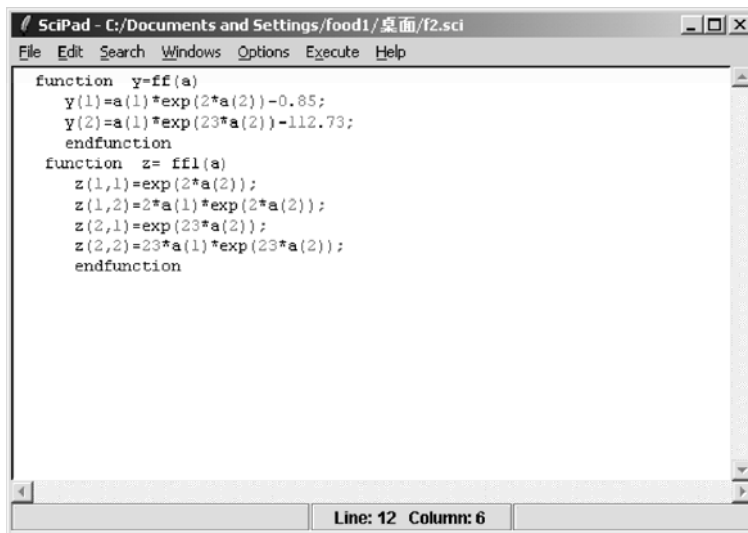 SciPad - C:/Documents and Settings/food1/桌面/f2.sci
File Edit Search Windows Options Execute Help
function y=ff(a)
y(1)=a(1)*exp(2*a(2))-0.85;
y(2)=a(1)*exp(23*a(2))-112.73;
endfunction
function z= ff1(a)
z(1,1)=exp(2*a(2));
z(1,2)=2*a(1)*exp(2*a(2));
z(2,1)=exp(23*a(2));
z(2,2)=23*a(1)*exp(23*a(2));
endfunction
Line: 12 Column: 6